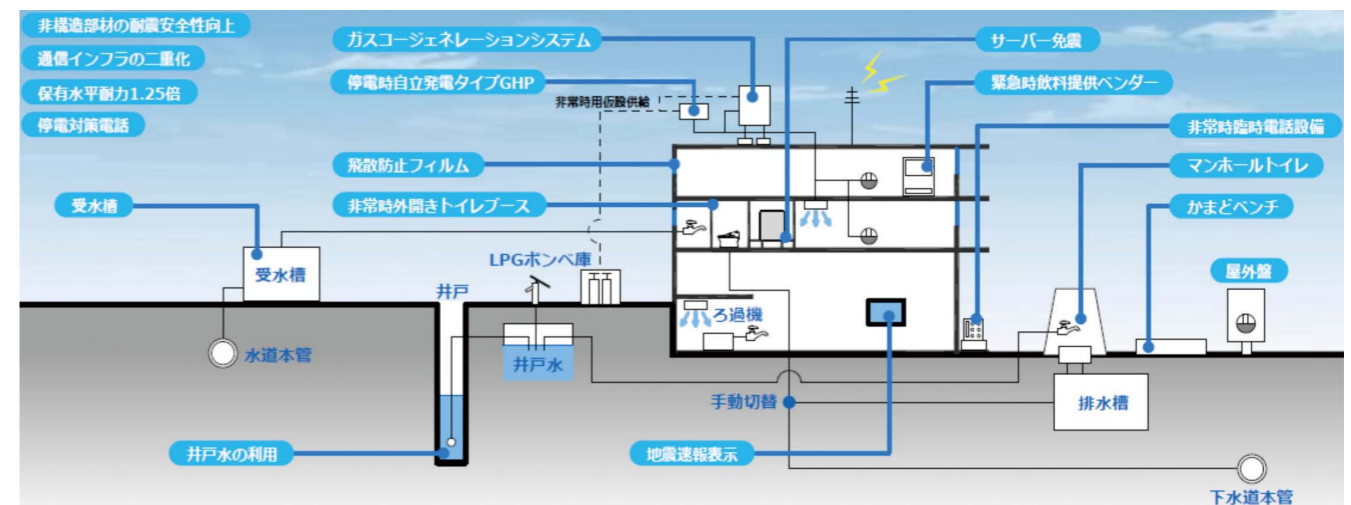 非構造部材の耐震安全性向上
通信インフラの二重化
保有水平耐力1.25倍
停電対策電話
ガスコージェネレーションシステム
停電時自立発電タイプGHP
非常時用仮設供給
サーバー免震
緊急時飲料提供ベンダー
非常時臨時電話設備
飛散防止フィルム
マンホールトイレ
受水槽
非常時外開きトイレブース
かまどベンチ
受水槽
井戸
LPGボンベ庫
屋外盤
ろ過機
水道本管
井戸水
手動切替
排水槽
井戸水の利用
地震速報表示
下水道本管